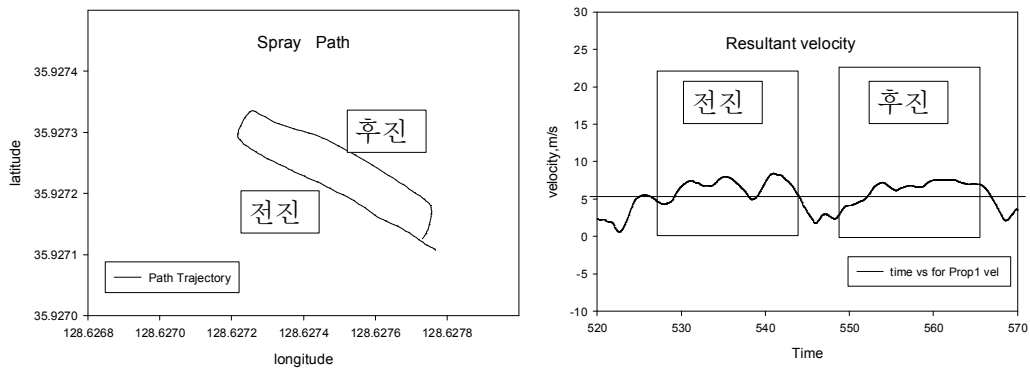 Spray Path
35.9274
35.9273
35.9272
35.9271
35.9270
latitude
후진
전진
Path Trajectory
128.6268 128.6270 128.6272 128.6274 128.6276 128.6278
longitude
Resultant velocity
30
25
20
15
10
5
0
-5
-10
velocity,m/s
전진
후진
time vs for Prop1 vel
520 530 540 550 560 570
Time